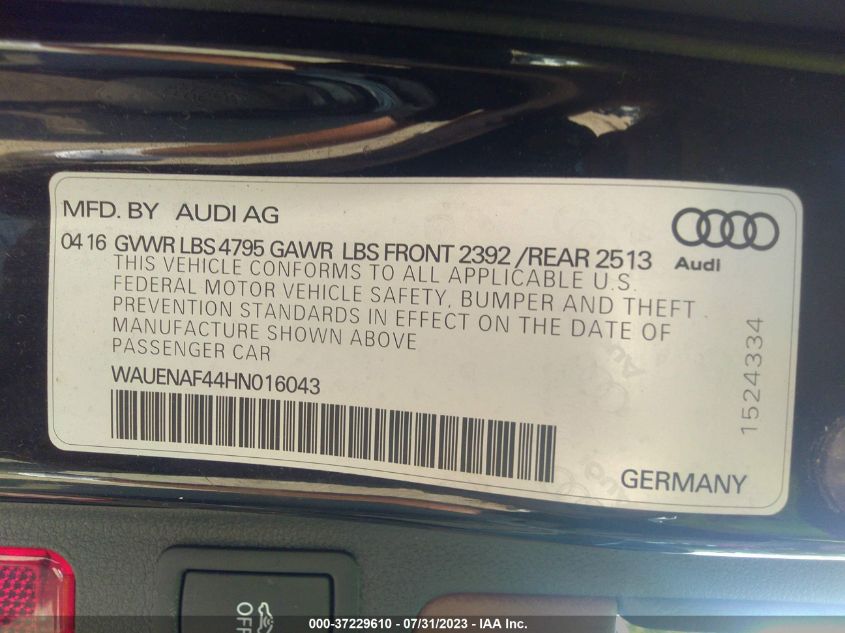 MFD. BY AUDI AG
04 16 GVWR LBS 4795 GAWR LBS FRONT 2392 /REAR 2513
Audi
THIS VEHICLE CONFORMS TO ALL APPLICABLE U.S.
FEDERAL MOTOR VEHICLE SAFETY, BUMPER AND THEFT
PREVENTION STANDARDS IN EFFECT ON THE DATE OF
MANUFACTURE SHOWN ABOVE
PASSENGER CAR
WAUENAF44HN016043
1524334
GERMANY
OFF
000-37229610 - 07/31/2023 - IAA Inc.